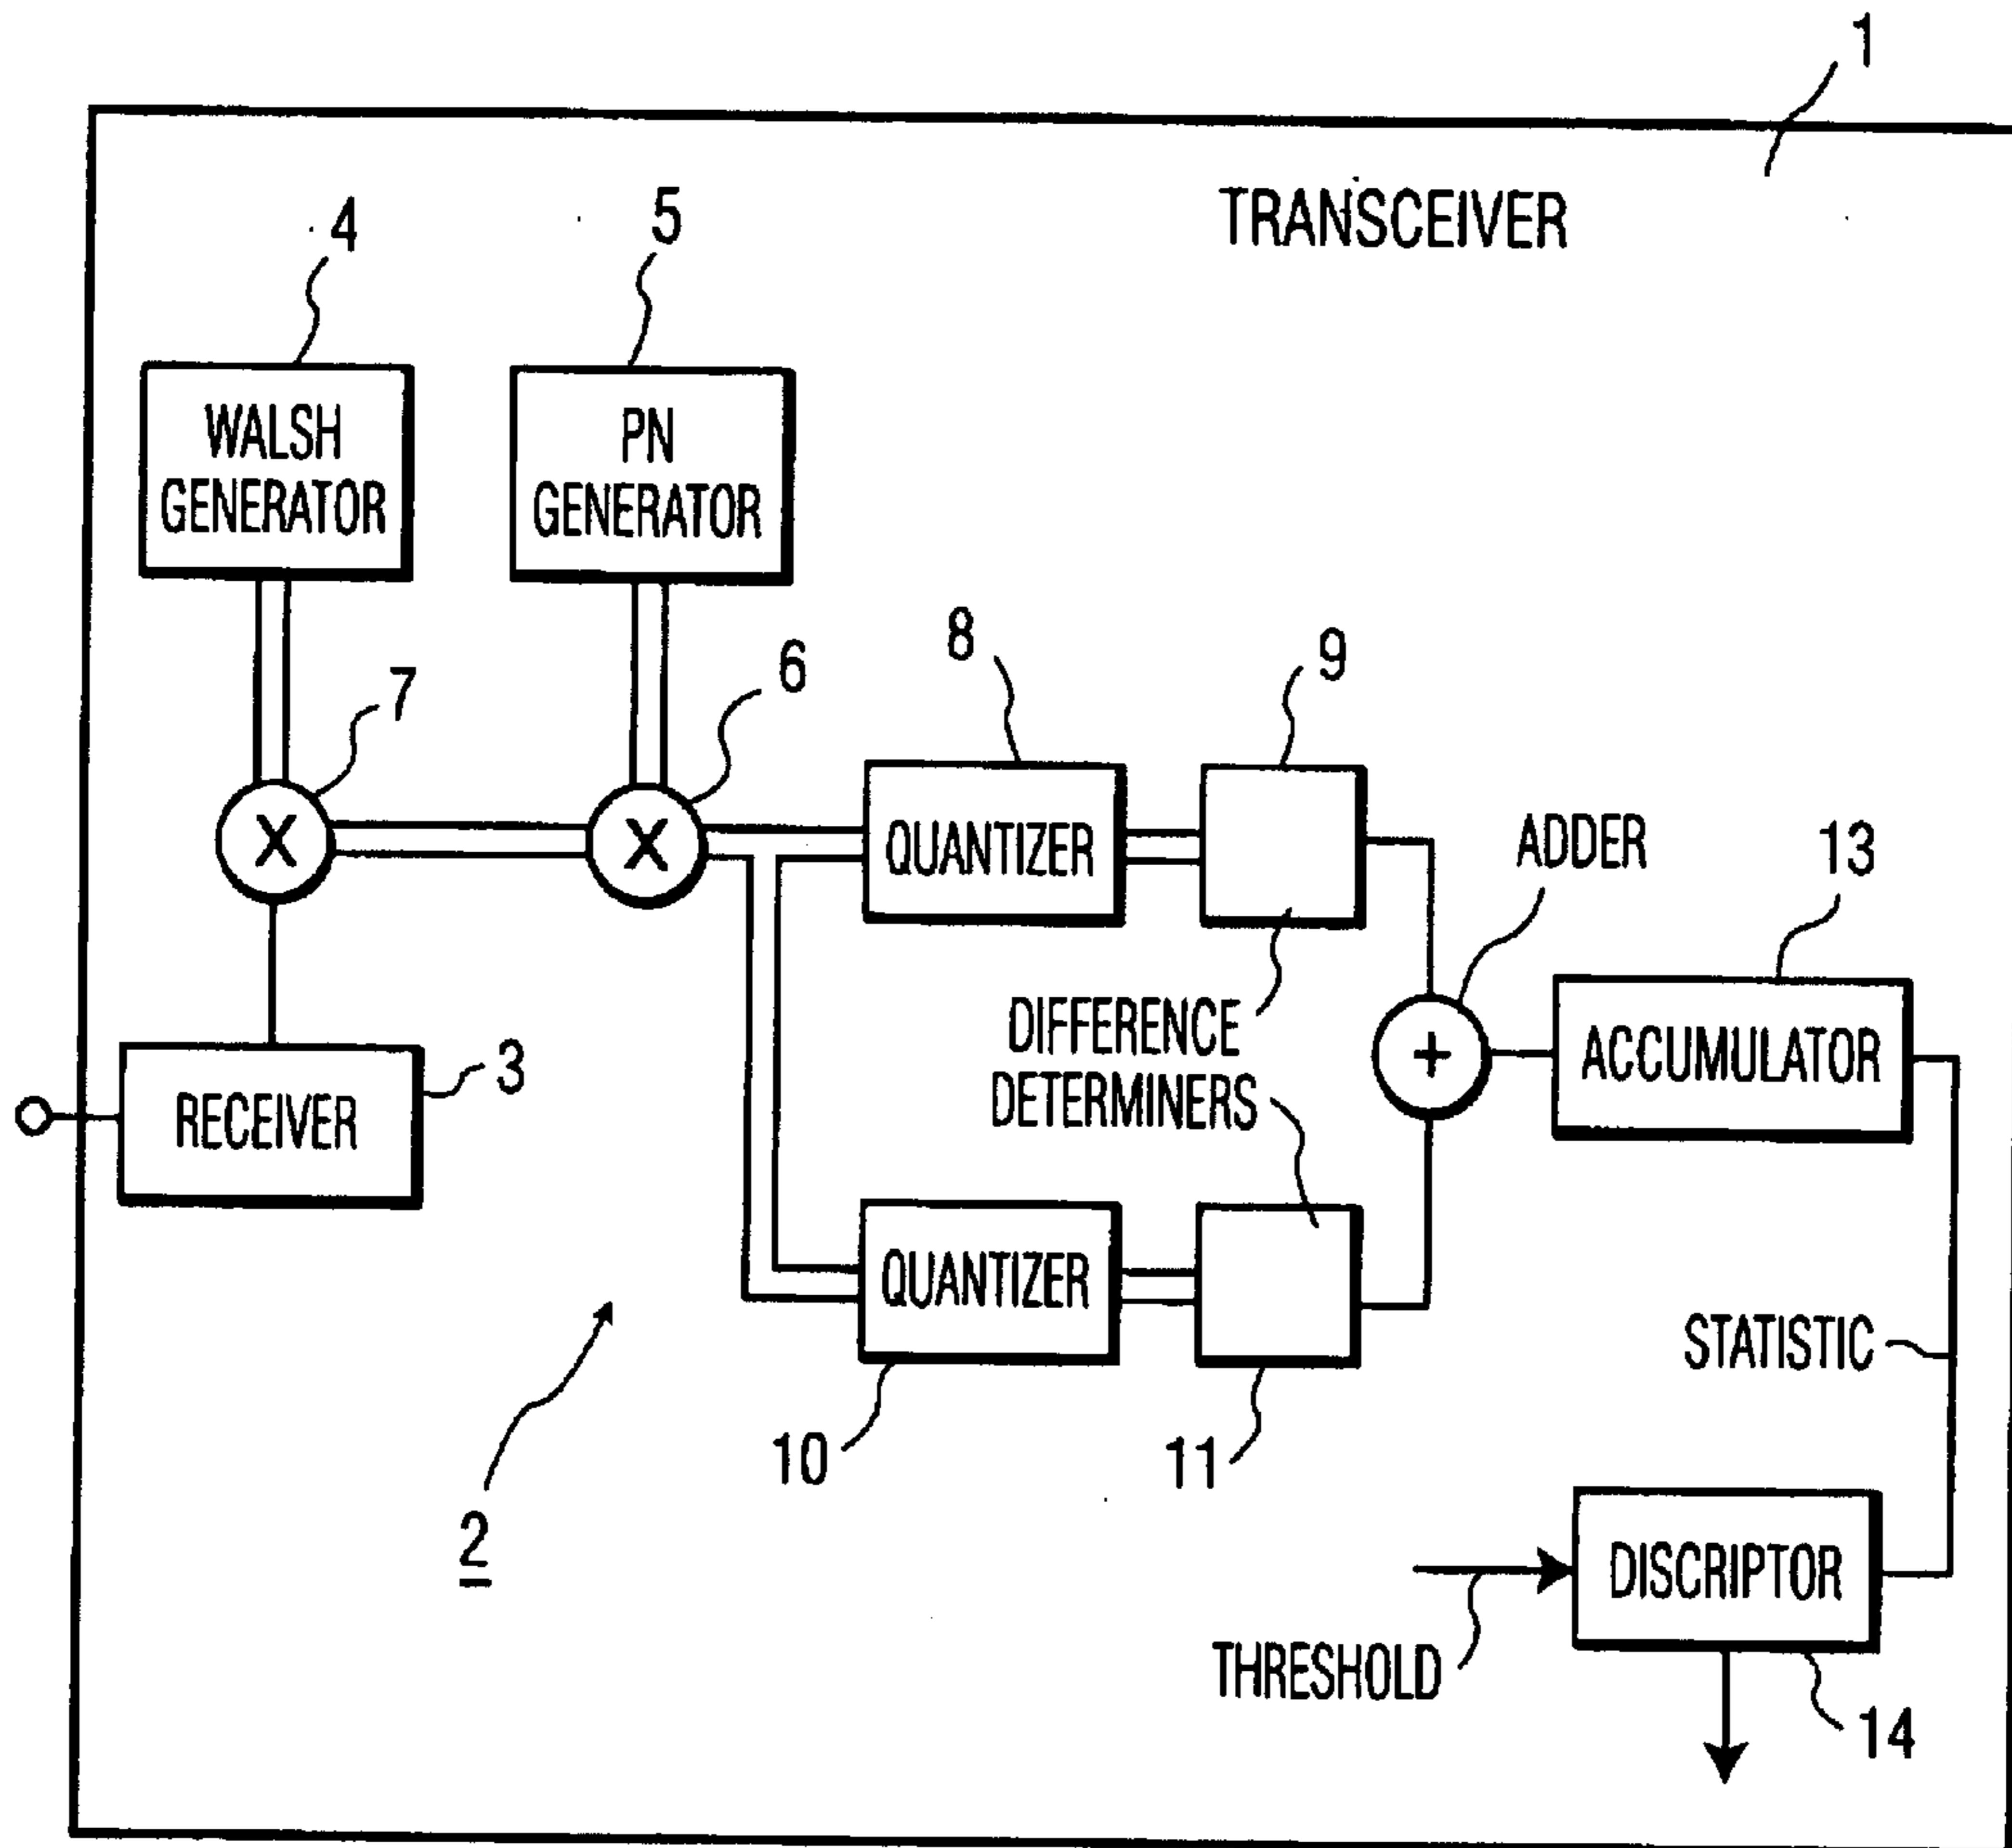 1
TRANSCEIVER
4
5
WALSH
GENERATOR
PN
GENERATOR
7
6
8
9
X
X
QUANTIZER
ADDER
13
DIFFERENCE
DETERMINERS
+
ACCUMULATOR
RECEIVER
3
QUANTIZER
STATISTIC
10
11
2
DISCRIPTOR
THRESHOLD
14